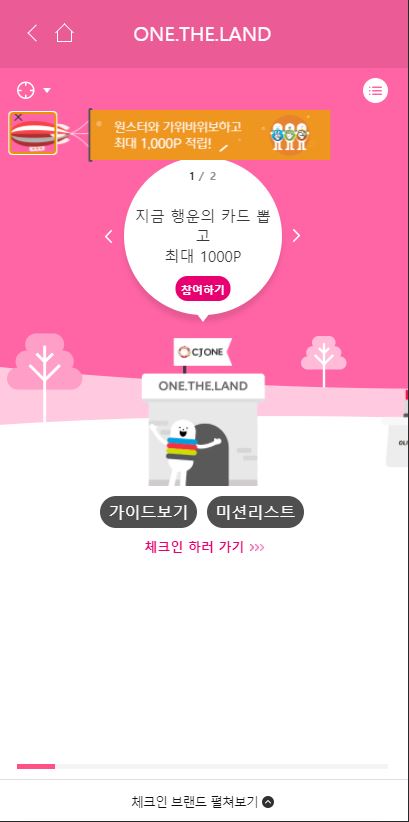 ONE.THE.LAND
원스터와 가위바위보하고
최대 1,000P 적립!
1 / 2
지금 행운의 카드 뽑
고
최대 1000P
참여하기
CJ ONE
ONE.THE.LAND
가이드보기
미션리스트
체크인 하러 가기 >>>
체크인 브랜드 펼쳐보기